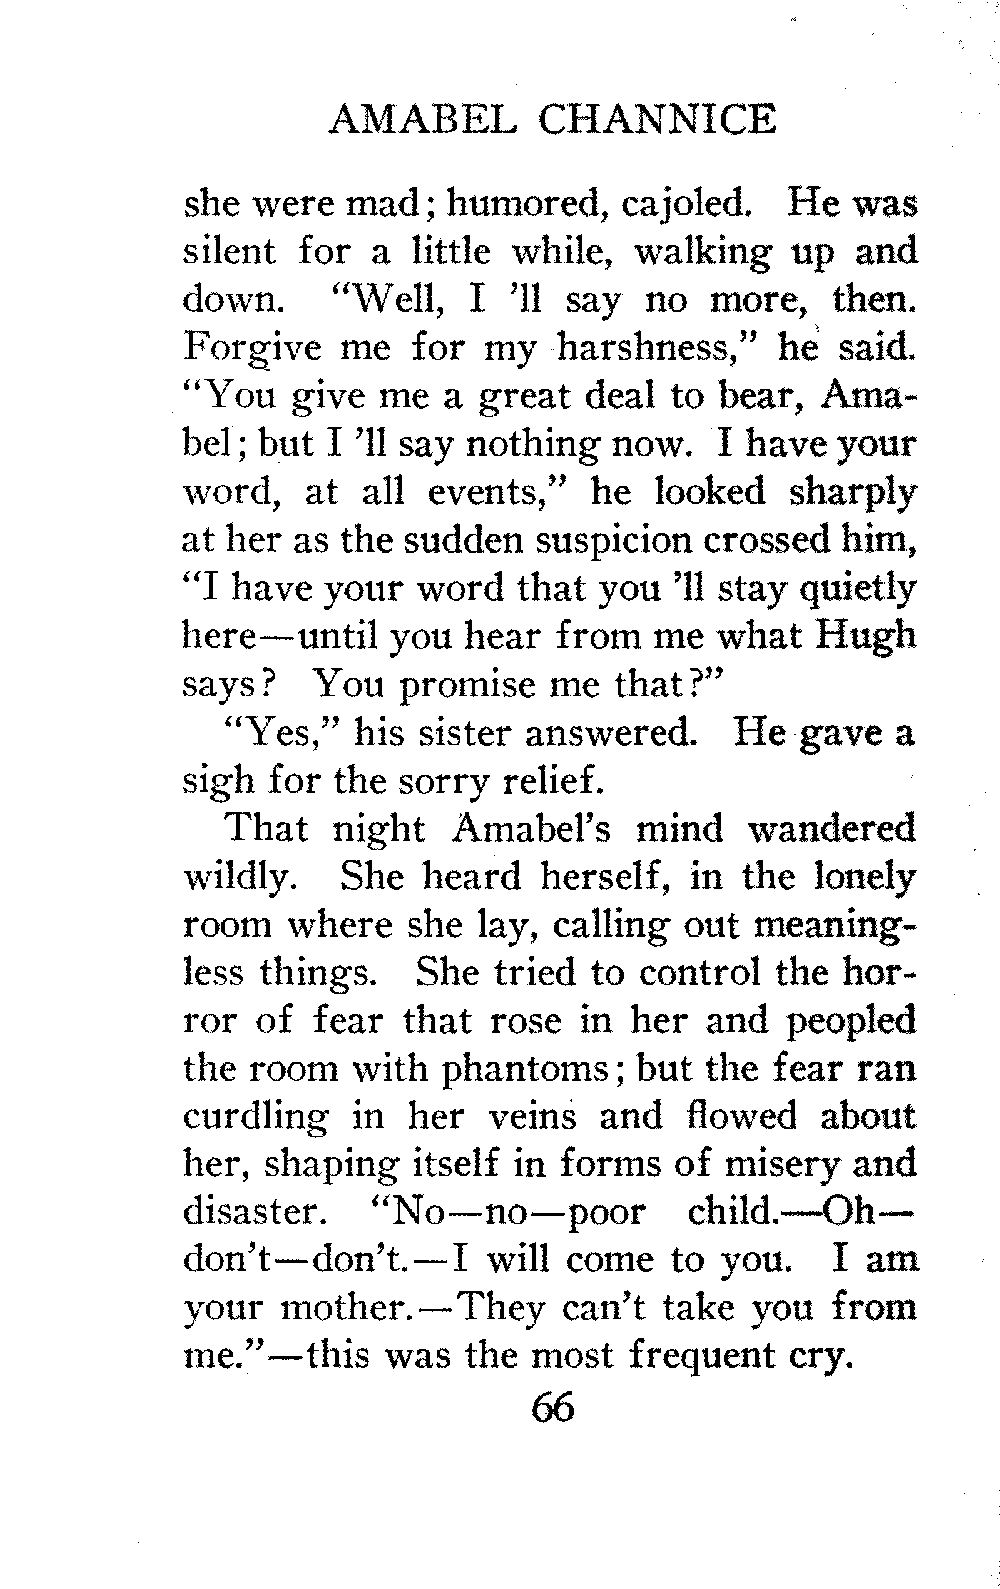 AMABEL CHANNICE
she were mad; humored, cajoled. He was
silent for a little while, walking up and
down. “Well, I ’ll say no more, then.
Forgive me for my harshness,” he said.
“You give me a great deal to bear, Ama-
bel; but I ’ll say nothing now. I have your
word, at all events,” he looked sharply
at her as the sudden suspicion crossed him,
“I have your word that you ’ll stay quietly
here—until you hear from me what Hugh
says? You promise me that?”
“Yes,” his sister answered. He gave a
sigh for the sorry relief.
That night Amabel’s mind wandered
wildly. She heard herself, in the lonely
room where she lay, calling out meaning-
less things. She tried to control the hor-
ror of fear that rose in her and peopled
the room with phantoms; but the fear ran
curdling in her veins and flowed about
her, shaping itself in forms of misery and
disaster. “No—no—poor child.—Oh—
don’t—don’t.—I will come to you. I am
your mother.—They can’t take you from
me.”—this was the most frequent cry.
66